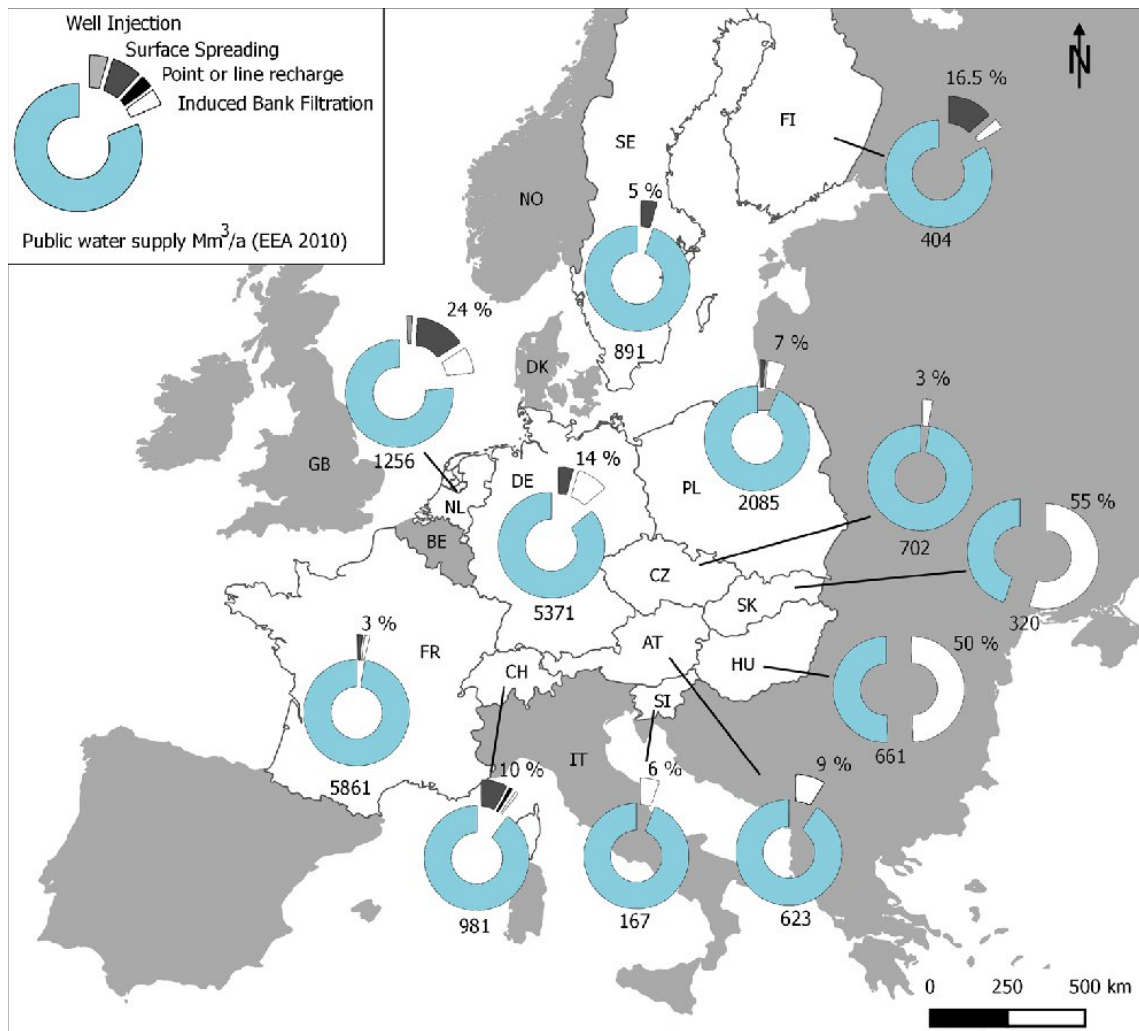 Well Injection
Surface Spreading
Point or line recharge
Induced Bank Filtration
Public water supply Mm³/a (EEA 2010)
N
16.5 %
FI
404
SE
5 %
891
NO
24 %
1256
NL
DK
7 %
2085
PL
3 %
702
CZ
GB
DE
14 %
5371
BE
55 %
320
SK
AT
HU
50 %
661
3 %
FR
5861
CH
SI
IT
10 %
981
6 %
167
9 %
623
0 250 500 km